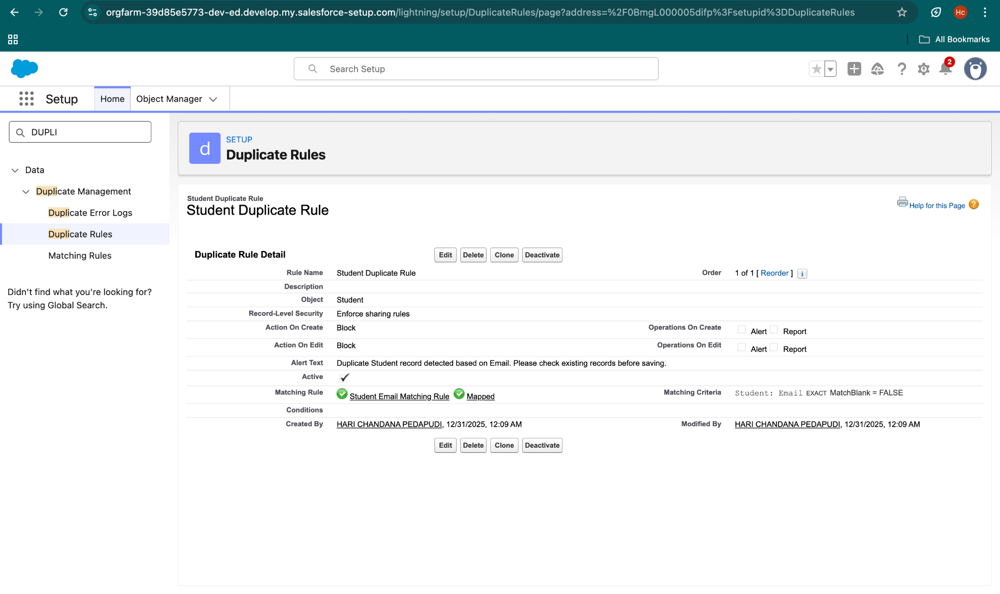 orgfarm-39d85e5773-dev-ed.develop.my.salesforce-setup.com/lightning/setup/DuplicateRules/page?address=%2F0BmgL000005difp%3Fsetupid%3DDuplicateRules
Hc
All Bookmarks
Search Setup
2
Setup
Home
Object Manager
DUPLI
Data
Duplicate Management
Duplicate Error Logs
Duplicate Rules
Matching Rules
Didn't find what you're looking for?
Try using Global Search.
d
SETUP
Duplicate Rules
Student Duplicate Rule
Student Duplicate Rule
Help for this Page ?
Duplicate Rule Detail
Edit Delete Clone Deactivate
Rule Name Student Duplicate Rule Order 1 of 1 [ Reorder ] i
Description
Object Student
Record-Level Security Enforce sharing rules
Action On Create Block Operations On Create Alert Report
Action On Edit Block Operations On Edit Alert Report
Alert Text Duplicate Student record detected based on Email. Please check existing records before saving.
Active
Matching Rule Student Email Matching Rule Mapped Matching Criteria Student: Email EXACT MatchBlank = FALSE
Conditions
Created By HARI CHANDANA PEDAPUDI, 12/31/2025, 12:09 AM Modified By HARI CHANDANA PEDAPUDI, 12/31/2025, 12:09 AM
Edit Delete Clone Deactivate